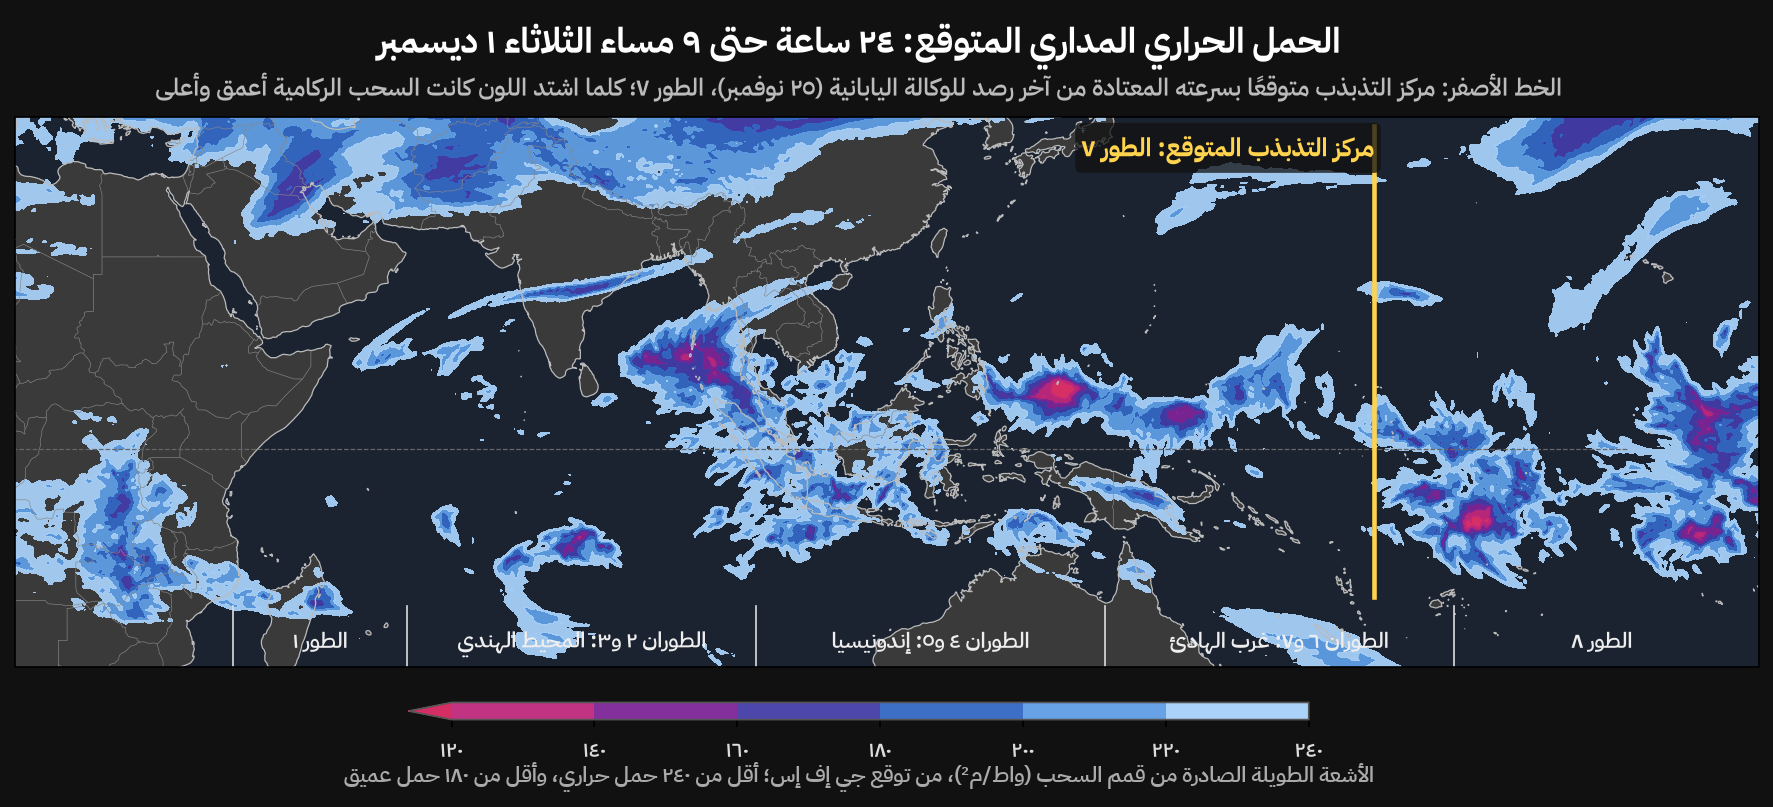 الحمل الحراري المداري المتوقع: ٢٤ ساعة حتى ٩ مساء الثلاثاء ١ ديسمبر
الخط الأصفر: مركز التذبذب متوقعًا بسرعته المعتادة من آخر رصد للوكالة اليابانية (٢٥ نوفمبر)، الطور ٧؛ كلما اشتد اللون كانت السحب الركامية أعمق وأعلى
مركز التذبذب المتوقع: الطور ٧
الطور ١
الطوران ٢ و٣: المحيط الهندي
الطوران ٤ و٥: إندونيسيا
الطوران ٦ و٧: غرب الهادئ
الطور ٨
١٢٠ ١٤٠ ١٦٠ ١٨٠ ٢٠٠ ٢٢٠ ٢٤٠
الأشعة الطويلة الصادرة من قمم السحب (واط/م²)، من توقع جي إف إس؛ أقل من ٢٤٠ حمل حراري، وأقل من ١٨٠ حمل عميق